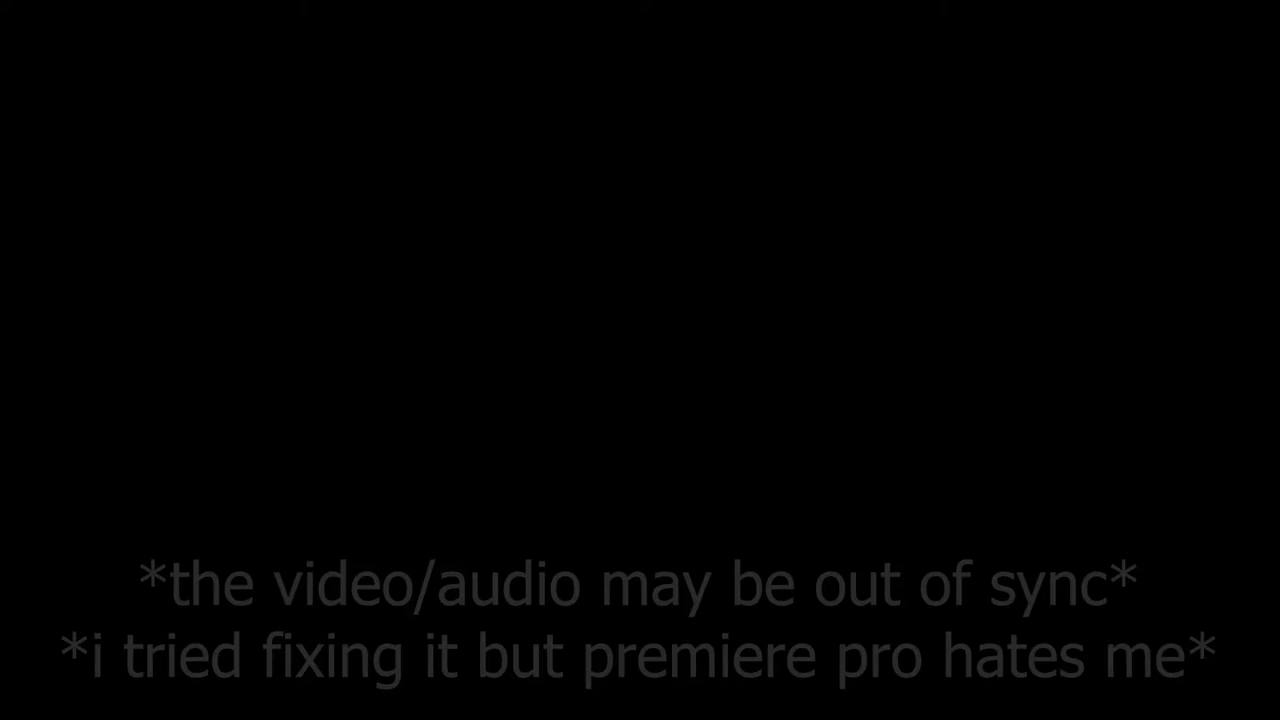 *the video/audio may be out of sync*
*i tried fixing it but premiere pro hates me*